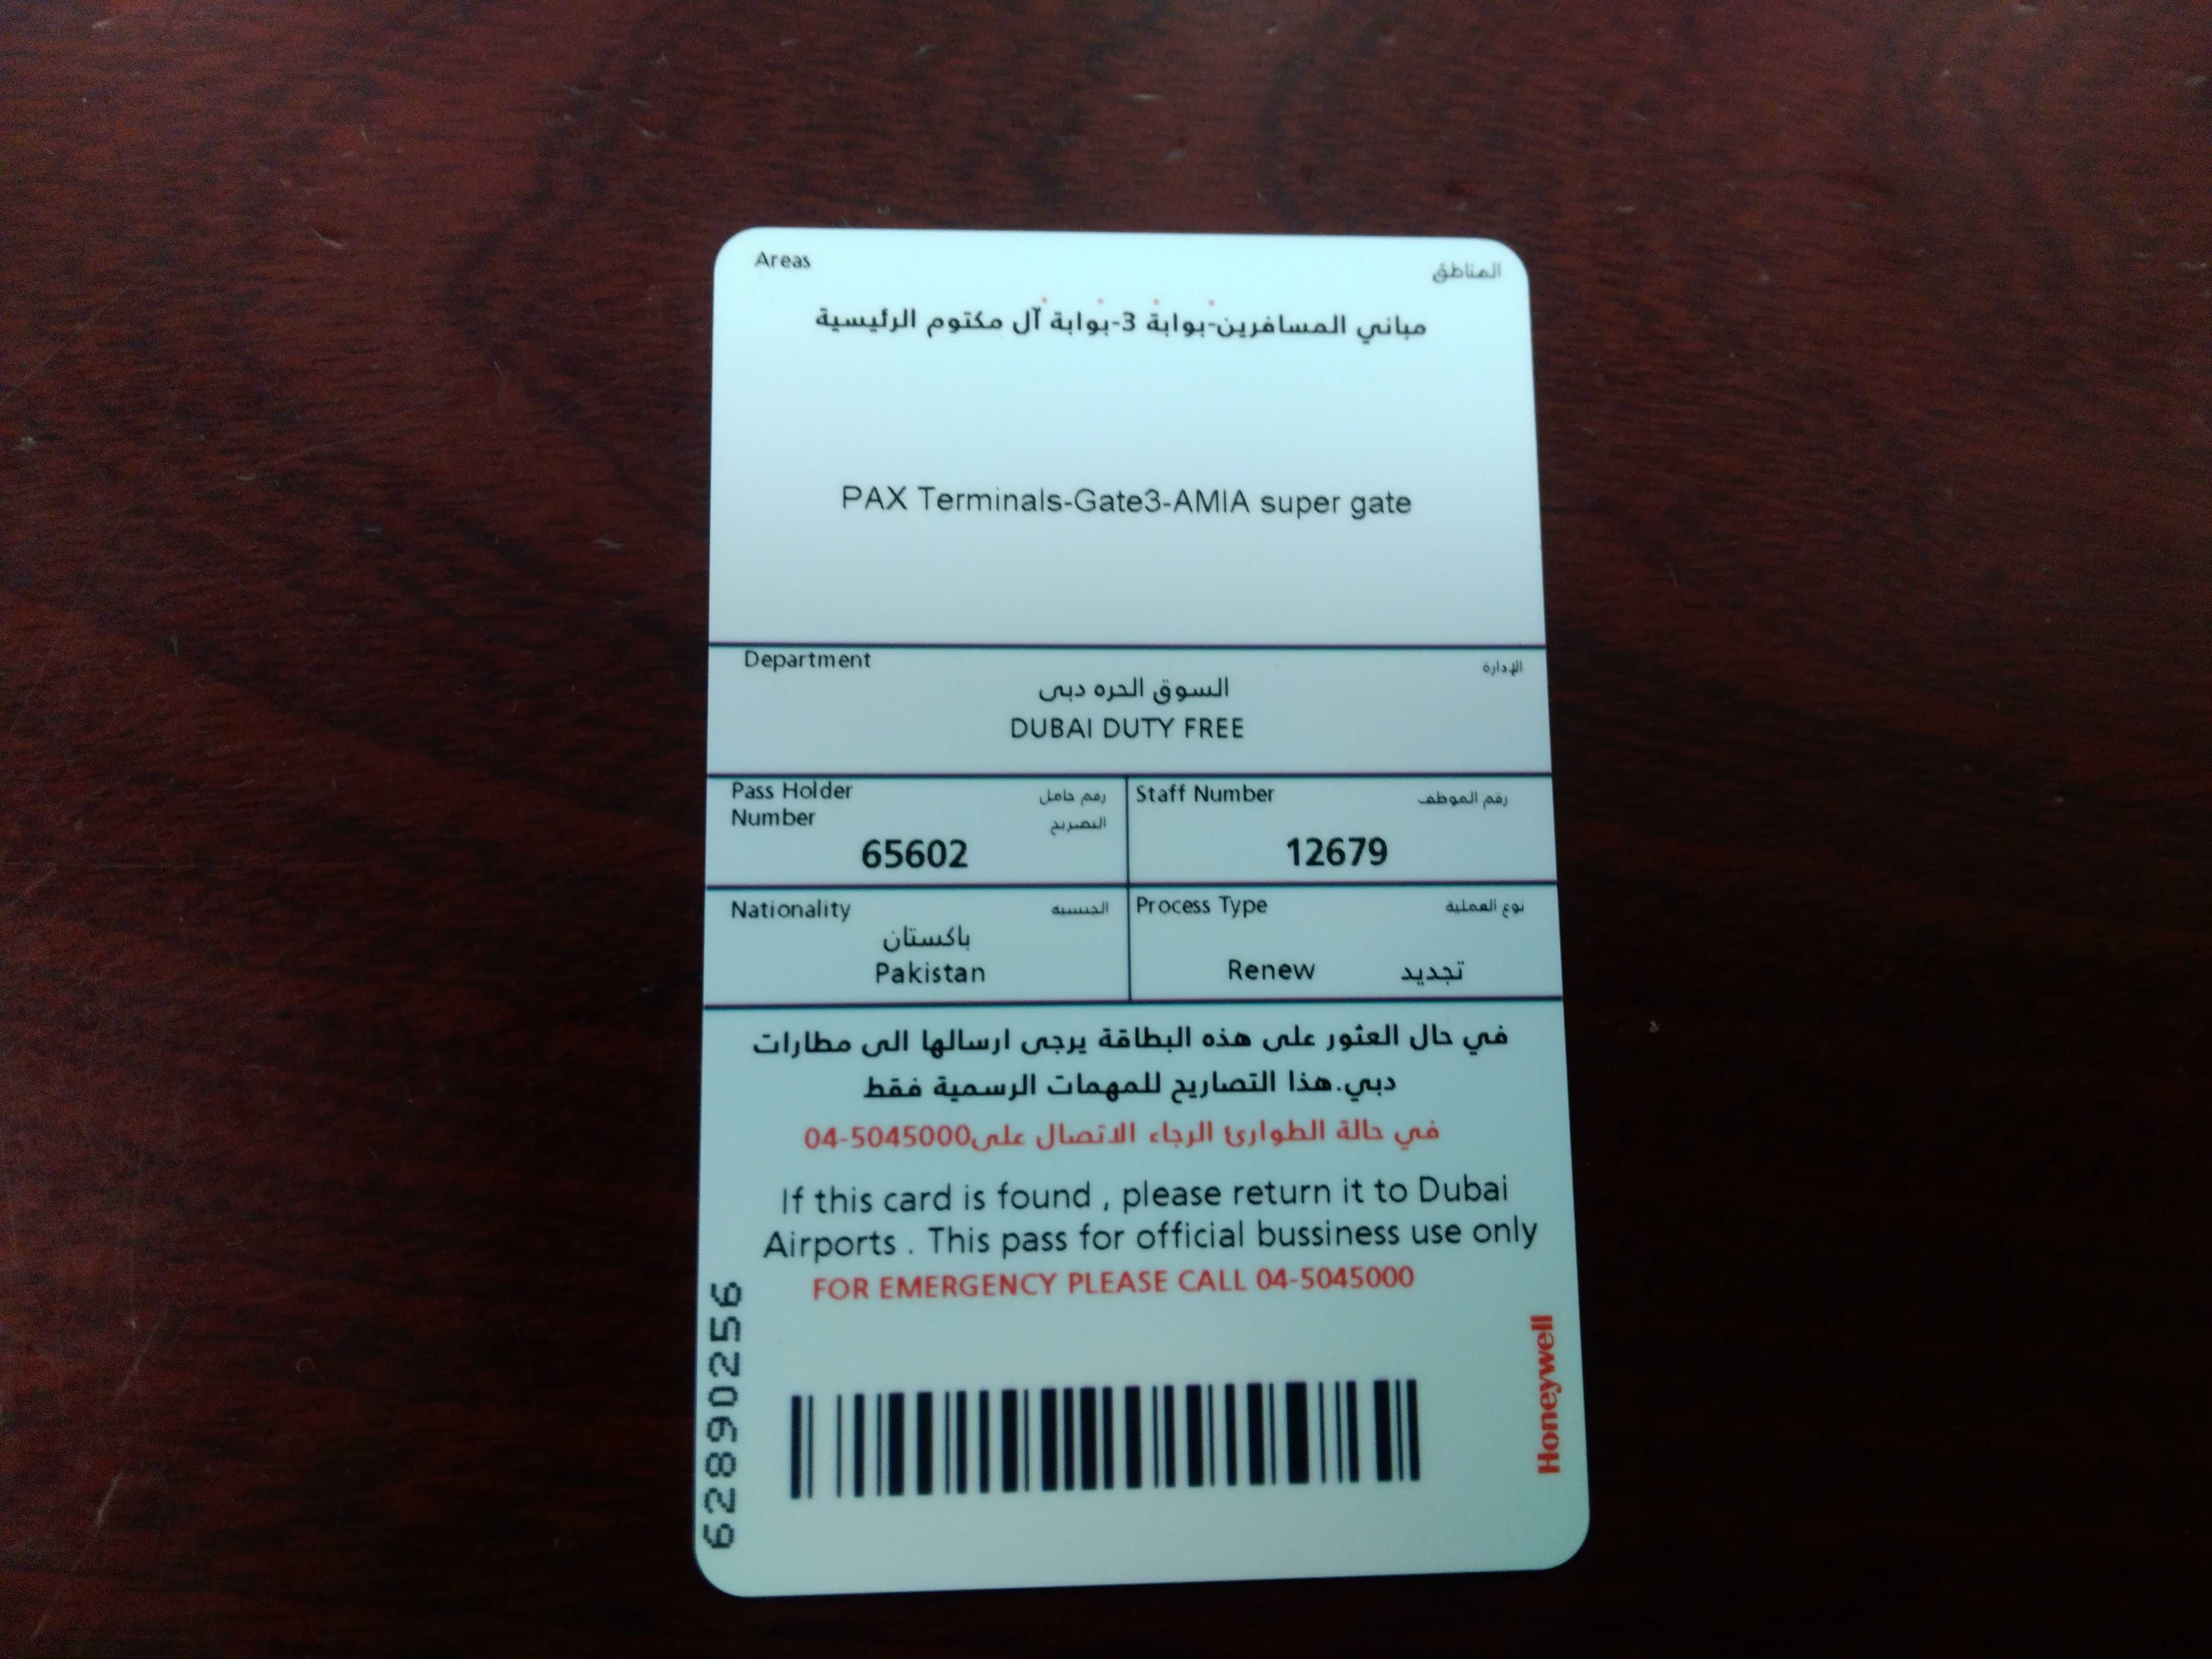 Areas
المناطق
مباني المسافرين-بوابة 3-بوابة آل مكتوم الرئيسية
PAX Terminals-Gate3-AMIA super gate
Department
الإدارة
السوق الحره دبى
DUBAI DUTY FREE
Pass Holder
Number
رقم حامل
التصريح
65602
Staff Number
رقم الموظف
12679
Nationality
الجنسيه
باكستان
Pakistan
Process Type
نوع العملية
Renew
تجديد
في حال العثور على هذه البطاقة يرجى ارسالها الى مطارات
دبي.هذا التصاريح للمهمات الرسمية فقط
في حالة الطوارئ الرجاء الاتصال على04-5045000
If this card is found , please return it to Dubai
Airports . This pass for official bussiness use only
FOR EMERGENCY PLEASE CALL 04-5045000
62890256
Honeywell